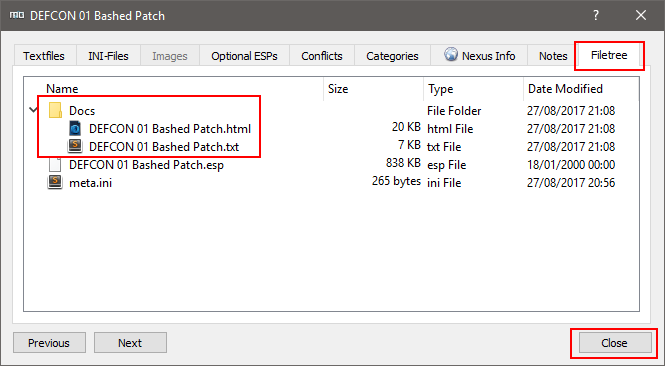 DEFCON 01 Bashed Patch
Textfiles INI-Files Images Optional ESPs Conflicts Categories Nexus Info Notes Filetree
Name Size Type Date Modified
Docs File Folder 27/08/2017 21:08
DEFCON 01 Bashed Patch.html 20 KB html File 27/08/2017 21:08
DEFCON 01 Bashed Patch.txt 7 KB txt File 27/08/2017 21:08
DEFCON 01 Bashed Patch.esp 838 KB esp File 18/01/2000 00:00
meta.ini 265 bytes ini File 27/08/2017 20:56
Previous Next Close